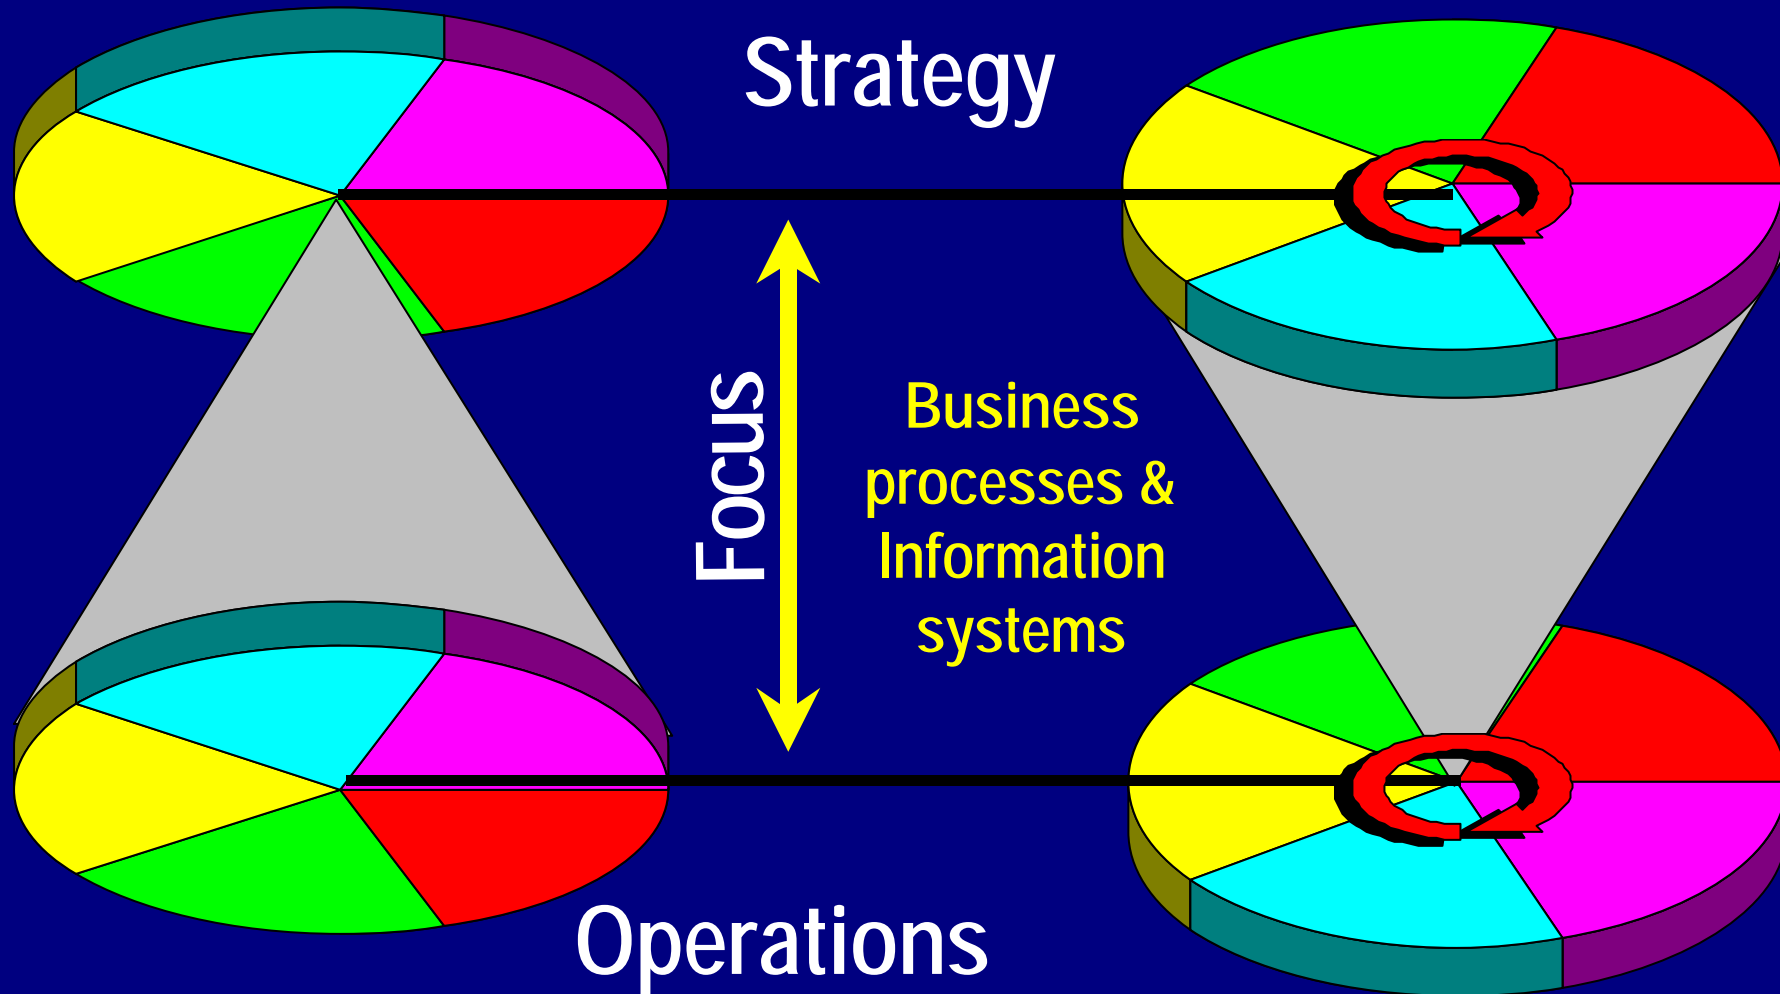 Strategy
Focus
Business
processes &
Information
systems
Operations